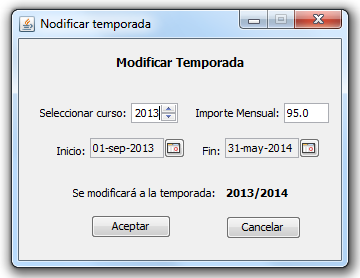 Nodificar temporada
Modificar Temporada
Seleccionar curso: 2013 Importe Mensual: 95.0
Inicio: 01-sep-2013 Fin: 31-may-2014
Se modificará a la temporada: 2013/2014
Aceptar Cancelar